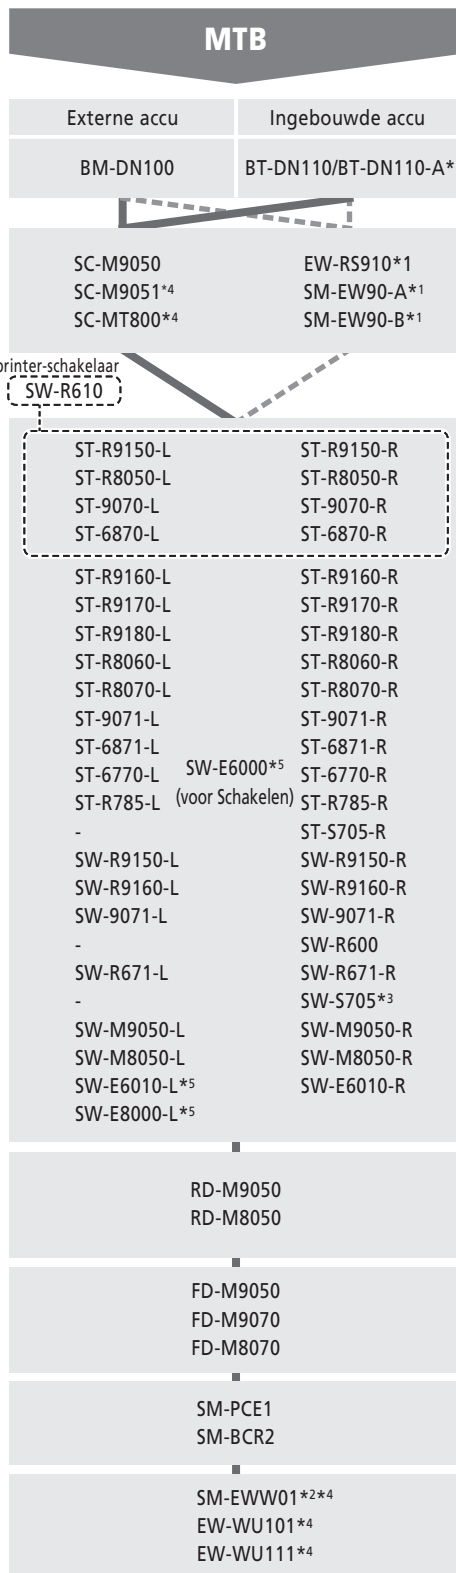 MTB
Externe accu Ingebouwde accu
BM-DN100 BT-DN110/BT-DN110-A*
SC-M9050 EW-RS910*1
SC-M9051*4 SM-EW90-A*1
SC-MT800*4 SM-EW90-B*1
printer-schakelaar
SW-R610
ST-R9150-L ST-R9150-R
ST-R8050-L ST-R8050-R
ST-9070-L ST-9070-R
ST-6870-L ST-6870-R
ST-R9160-L ST-R9160-R
ST-R9170-L ST-R9170-R
ST-R9180-L ST-R9180-R
ST-R8060-L ST-R8060-R
ST-R8070-L ST-R8070-R
ST-9071-L ST-9071-R
ST-6871-L ST-6871-R
ST-6770-L SW-E6000*5 ST-6770-R
ST-R785-L (voor Schakelen) ST-R785-R
- ST-S705-R
SW-R9150-L SW-R9150-R
SW-R9160-L SW-R9160-R
SW-9071-L SW-9071-R
- SW-R600
SW-R671-L SW-R671-R
- SW-S705*3
SW-M9050-L SW-M9050-R
SW-M8050-L SW-M8050-R
SW-E6010-L*5 SW-E6010-R
SW-E8000-L*5
RD-M9050
RD-M8050
FD-M9050
FD-M9070
FD-M8070
SM-PCE1
SM-BCR2
SM-EWW01*2*4
EW-WU101*4
EW-WU111*4